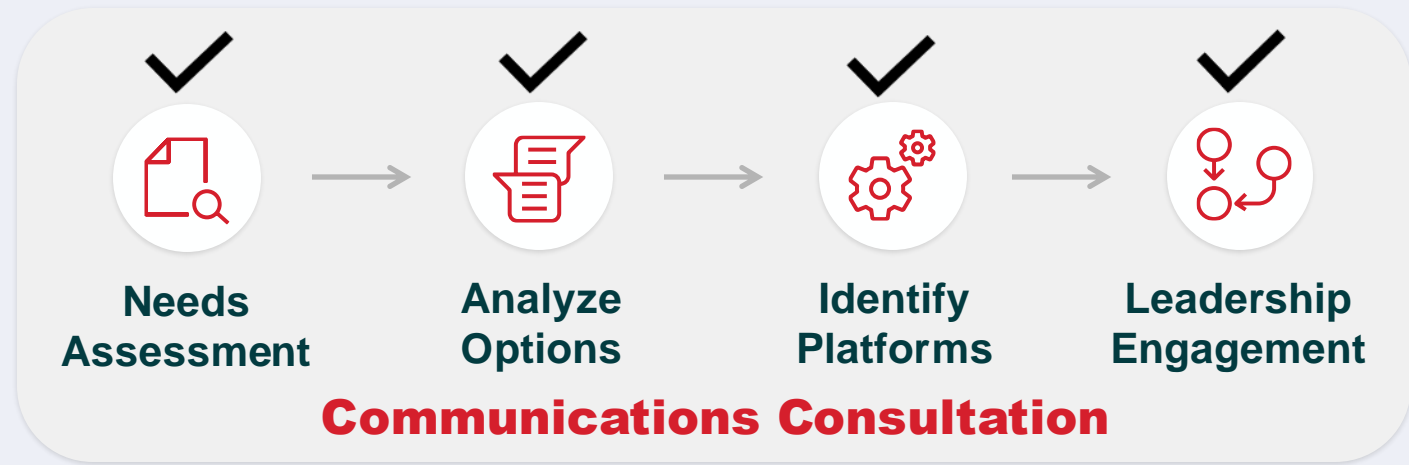 Needs
Assessment
Analyze
Options
Identify
Platforms
Leadership
Engagement
Communications Consultation